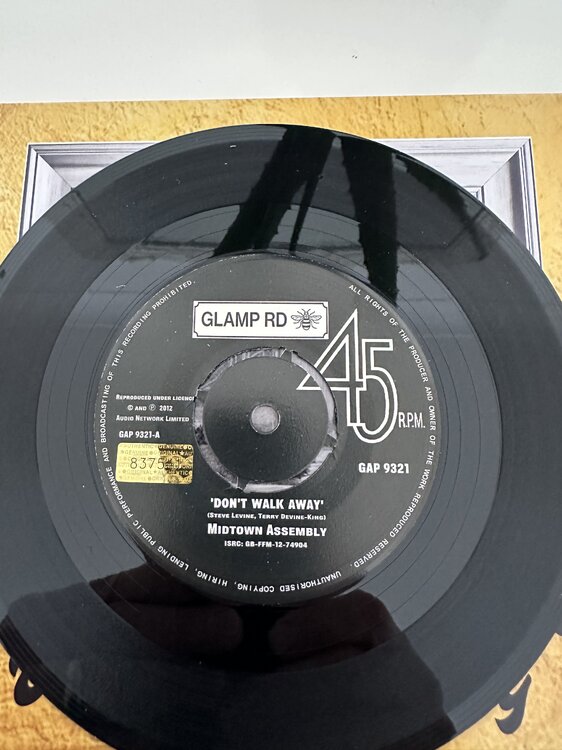 GLAMP RD
45
R.P.M.
REPRODUCED UNDER LICENCE
© AND ℗ 2012
AUDIO NETWORK LIMITED
GAP 9321-A
GAP 9321
8375
'DON'T WALK AWAY'
(STEVE LEVINE, TERRY DEVINE-KING)
MIDTOWN ASSEMBLY
ISRC: GB-FFM-12-74904
ALL RIGHTS OF THE PRODUCER AND OWNER OF THE WORK REPRODUCED RESERVED. UNAUTHORISED COPYING, HIRING, LENDING PUBLIC PERFORMANCE AND BROADCASTING OF THIS RECORDING PROHIBITED.